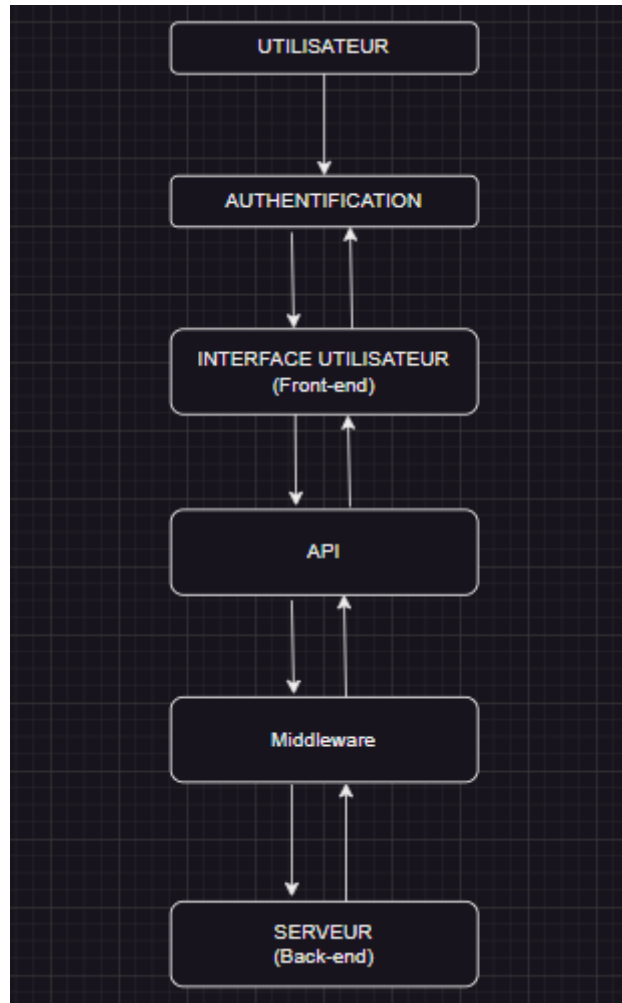 UTILISATEUR
AUTHENTIFICATION
INTERFACE UTILISATEUR
(Front-end)
API
Middleware
SERVEUR
(Back-end)